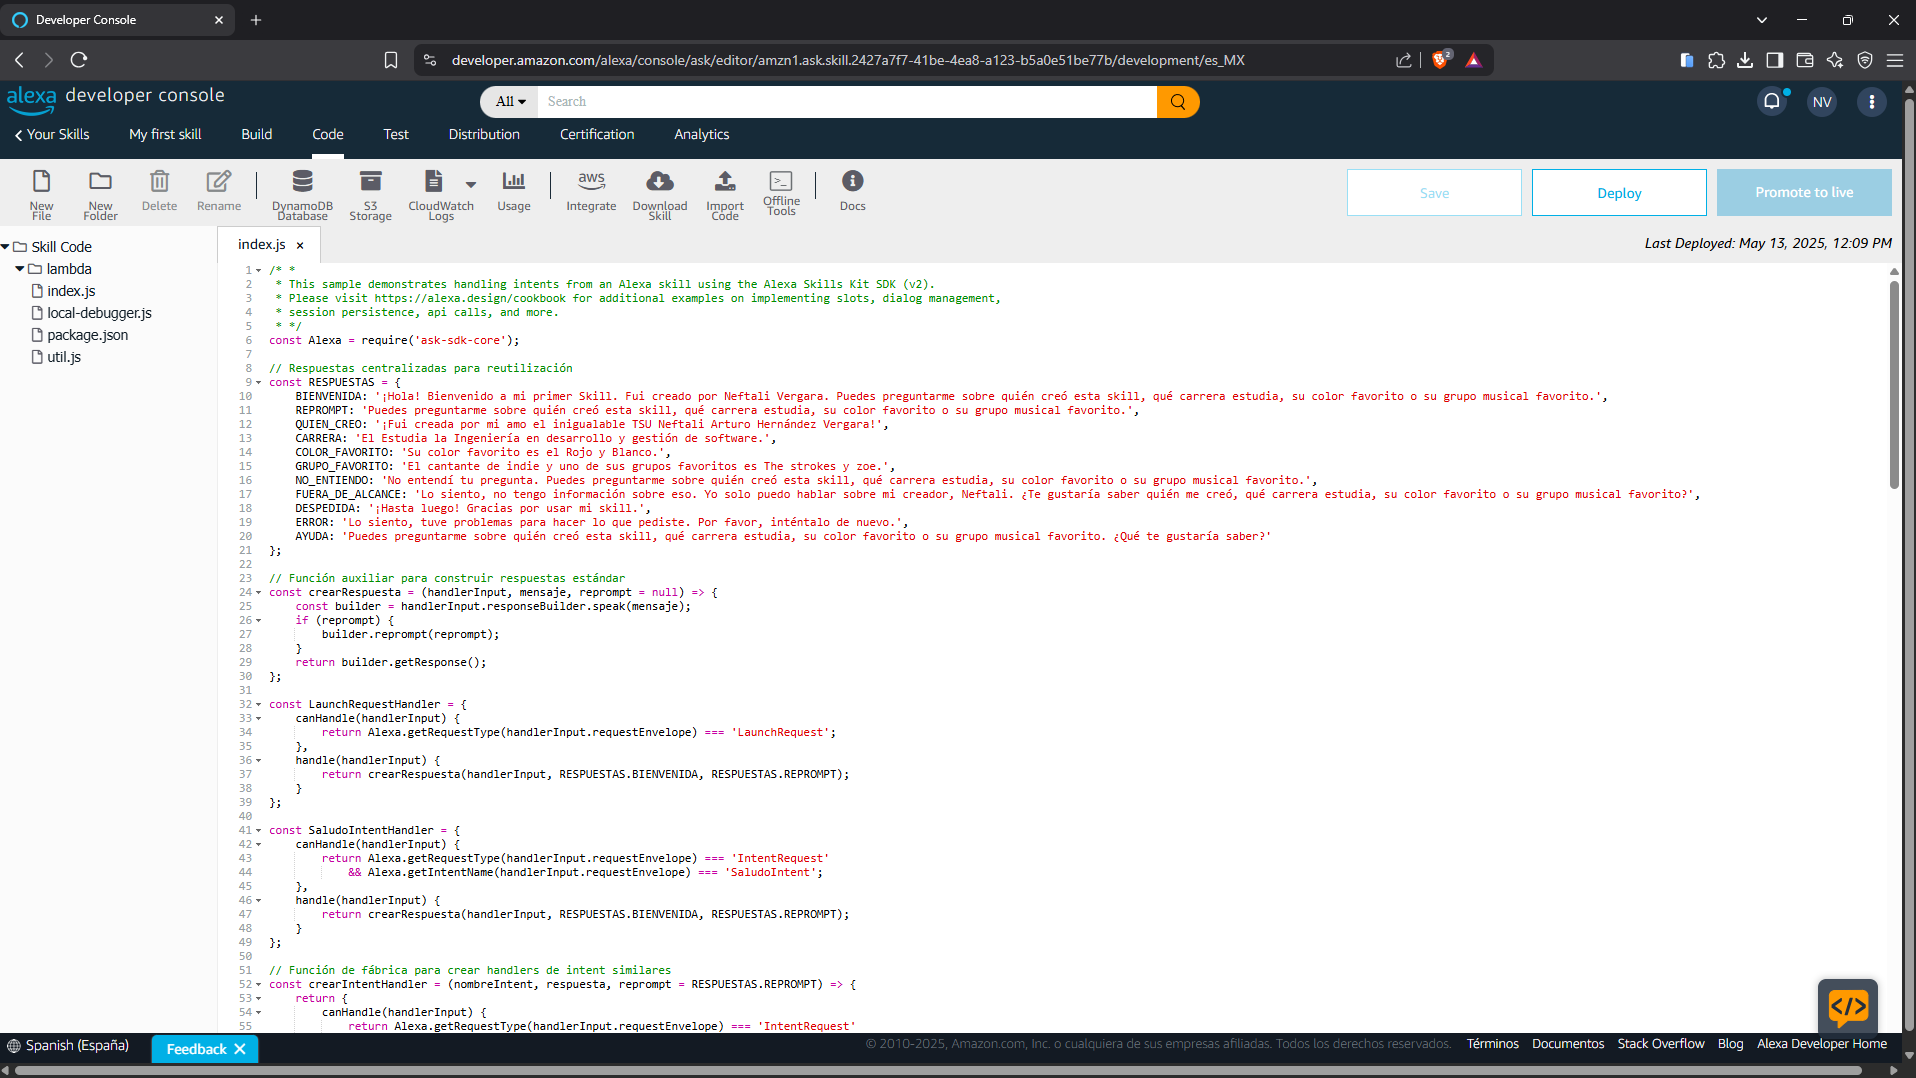 Developer Console
developer.amazon.com/alexa/console/ask/editor/amzn1.ask.skill.2427a7f7-41be-4ea8-a123-b5a0e51be77b/development/es_MX
2
alexa developer console
All
Search
NV
Your Skills
My first skill
Build
Code
Test
Distribution
Certification
Analytics
New File
New Folder
Delete
Rename
DynamoDB Database
S3 Storage
CloudWatch Logs
Usage
aws
Integrate
Download Skill
Import Code
Offline Tools
Docs
Save
Deploy
Promote to live
Skill Code
lambda
index.js
local-debugger.js
package.json
util.js
index.js
Last Deployed: May 13, 2025, 12:09 PM
1 /* *
2 * This sample demonstrates handling intents from an Alexa skill using the Alexa Skills Kit SDK (v2).
3 * Please visit https://alexa.design/cookbook for additional examples on implementing slots, dialog management,
4 * session persistence, api calls, and more.
5 * */
6 const Alexa = require('ask-sdk-core');
7
8 // Respuestas centralizadas para reutilización
9 const RESPUESTAS = {
10 BIENVENIDA: '¡Hola! Bienvenido a mi primer Skill. Fui creado por Neftali Vergara. Puedes preguntarme sobre quién creó esta skill, qué carrera estudia, su color favorito o su grupo musical favorito.',
11 REPROMPT: 'Puedes preguntarme sobre quién creó esta skill, qué carrera estudia, su color favorito o su grupo musical favorito.',
12 QUIEN_CREO: '¡Fui creada por mi amo el inigualable TSU Neftali Arturo Hernández Vergara!',
13 CARRERA: 'El Estudia la Ingeniería en desarrollo y gestión de software.',
14 COLOR_FAVORITO: 'Su color favorito es el Rojo y Blanco.',
15 GRUPO_FAVORITO: 'El cantante de indie y uno de sus grupos favoritos es The strokes y zoe.',
16 NO_ENTIENDO: 'No entendí tu pregunta. Puedes preguntarme sobre quién creó esta skill, qué carrera estudia, su color favorito o su grupo musical favorito.',
17 FUERA_DE_ALCANCE: 'Lo siento, no tengo información sobre eso. Yo solo puedo hablar sobre mi creador, Neftali. ¿Te gustaría saber quién me creó, qué carrera estudia, su color favorito o su grupo musical favorito?',
18 DESPEDIDA: '¡Hasta luego! Gracias por usar mi skill.',
19 ERROR: 'Lo siento, tuve problemas para hacer lo que pediste. Por favor, inténtalo de nuevo.',
20 AYUDA: 'Puedes preguntarme sobre quién creó esta skill, qué carrera estudia, su color favorito o su grupo musical favorito. ¿Qué te gustaría saber?'
21 };
22
23 // Función auxiliar para construir respuestas estándar
24 const crearRespuesta = (handlerInput, mensaje, reprompt = null) => {
25 const builder = handlerInput.responseBuilder.speak(mensaje);
26 if (reprompt) {
27 builder.reprompt(reprompt);
28 }
29 return builder.getResponse();
30 };
31
32 const LaunchRequestHandler = {
33 canHandle(handlerInput) {
34 return Alexa.getRequestType(handlerInput.requestEnvelope) === 'LaunchRequest';
35 },
36 handle(handlerInput) {
37 return crearRespuesta(handlerInput, RESPUESTAS.BIENVENIDA, RESPUESTAS.REPROMPT);
38 }
39 };
40
41 const SaludoIntentHandler = {
42 canHandle(handlerInput) {
43 return Alexa.getRequestType(handlerInput.requestEnvelope) === 'IntentRequest'
44 && Alexa.getIntentName(handlerInput.requestEnvelope) === 'SaludoIntent';
45 },
46 handle(handlerInput) {
47 return crearRespuesta(handlerInput, RESPUESTAS.BIENVENIDA, RESPUESTAS.REPROMPT);
48 }
49 };
50
51 // Función de fábrica para crear handlers de intent similares
52 const crearIntentHandler = (nombreIntent, respuesta, reprompt = RESPUESTAS.REPROMPT) => {
53 return {
54 canHandle(handlerInput) {
55 return Alexa.getRequestType(handlerInput.requestEnvelope) === 'IntentRequest'
Spanish (España)
Feedback
© 2010-2025, Amazon.com, Inc. o cualquiera de sus empresas afiliadas. Todos los derechos reservados.
Términos
Documentos
Stack Overflow
Blog
Alexa Developer Home